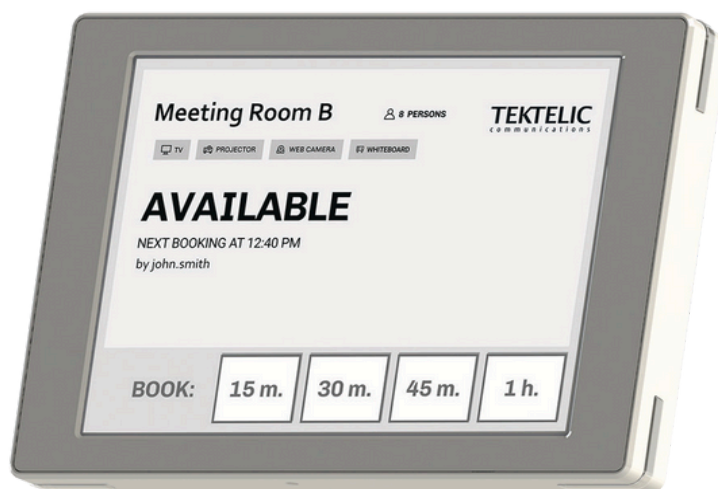 Meeting Room B
8 PERSONS
TEKTELIC
communications
TV
PROJECTOR
WEB CAMERA
WHITEBOARD
AVAILABLE
NEXT BOOKING AT 12:40 PM
by john.smith
BOOK:
15 m.
30 m.
45 m.
1 h.